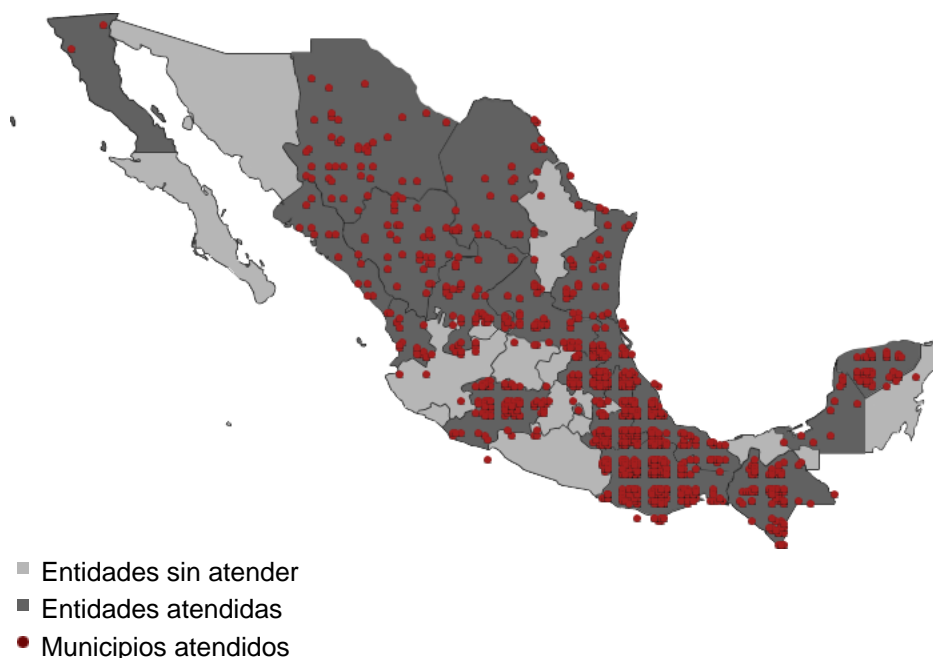 Entidades sin atender
Entidades atendidas
Municipios atendidos